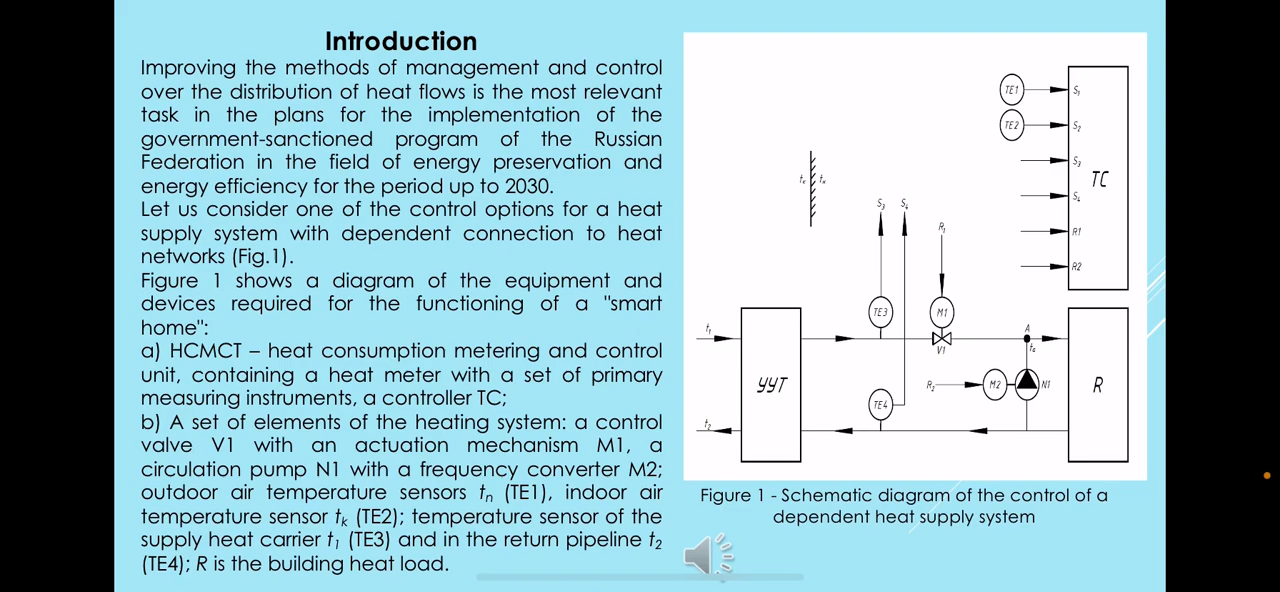 Introduction
Improving the methods of management and control
over the distribution of heat flows is the most relevant
task in the plans for the implementation of the
government-sanctioned program of the Russian
Federation in the field of energy preservation and
energy efficiency for the period up to 2030.
Let us consider one of the control options for a heat
supply system with dependent connection to heat
networks (Fig.1).
Figure 1 shows a diagram of the equipment and
devices required for the functioning of a "smart
home":
a) HCMCT – heat consumption metering and control
unit, containing a heat meter with a set of primary
measuring instruments, a controller TC;
b) A set of elements of the heating system: a control
valve V1 with an actuation mechanism M1, a
circulation pump N1 with a frequency converter M2;
outdoor air temperature sensors tn (TE1), indoor air
temperature sensor tk (TE2); temperature sensor of the
supply heat carrier t1 (TE3) and in the return pipeline t2
(TE4); R is the building heat load.
TE1
S1
TE2
S2
S3
TC
S4
R1
R2
tк
tн
S3
S4
R1
TE3
M1
V1
A
tа
t1
УУТ
R2
M2
N1
R
TE4
t2
Figure 1 - Schematic diagram of the control of a
dependent heat supply system